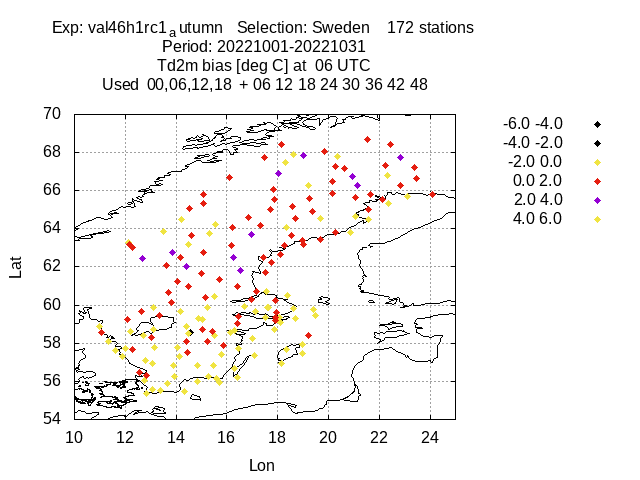 Exp: val46h1rc1ₐutumn Selection: Sweden 172 stations
Period: 20221001-20221031
Td2m bias [deg C] at 06 UTC
Used 00,06,12,18 + 06 12 18 24 30 36 42 48
70
68
66
64
62
60
58
56
54
Lat
10 12 14 16 18 20 22 24
Lon
-6.0 -4.0
-4.0 -2.0
-2.0 0.0
0.0 2.0
2.0 4.0
4.0 6.0